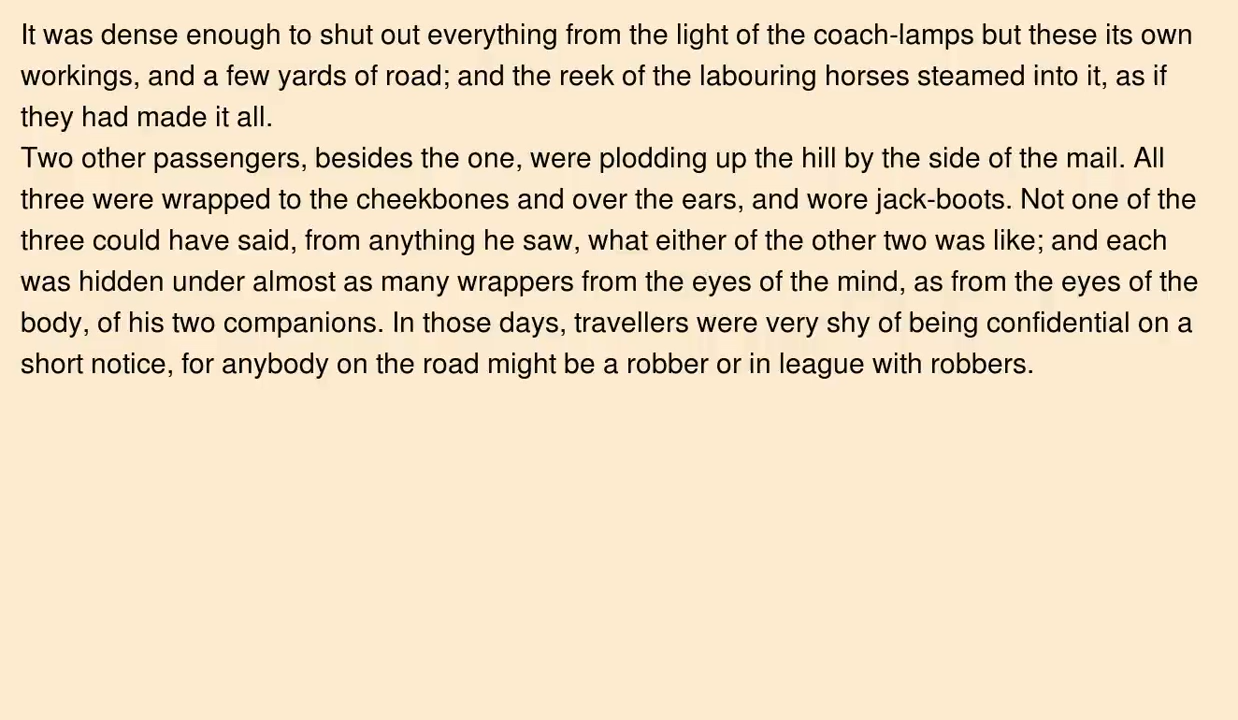 It was dense enough to shut out everything from the light of the coach-lamps but these its own
workings, and a few yards of road; and the reek of the labouring horses steamed into it, as if
they had made it all.
Two other passengers, besides the one, were plodding up the hill by the side of the mail. All
three were wrapped to the cheekbones and over the ears, and wore jack-boots. Not one of the
three could have said, from anything he saw, what either of the other two was like; and each
was hidden under almost as many wrappers from the eyes of the mind, as from the eyes of the
body, of his two companions. In those days, travellers were very shy of being confidential on a
short notice, for anybody on the road might be a robber or in league with robbers.